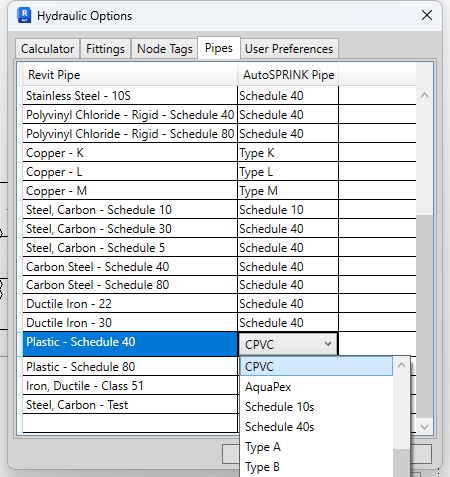 Hydraulic Options
Calculator Fittings Node Tags Pipes User Preferences
Revit Pipe AutoSPRINK Pipe
Stainless Steel - 10S Schedule 40
Polyvinyl Chloride - Rigid - Schedule 40 Schedule 40
Polyvinyl Chloride - Rigid - Schedule 80 Schedule 40
Copper - K Type K
Copper - L Type L
Copper - M Type M
Steel, Carbon - Schedule 10 Schedule 10
Steel, Carbon - Schedule 30 Schedule 40
Steel, Carbon - Schedule 5 Schedule 40
Carbon Steel - Schedule 40 Schedule 40
Carbon Steel - Schedule 80 Schedule 40
Ductile Iron - 22 Schedule 40
Ductile Iron - 30 Schedule 40
Plastic - Schedule 40 CPVC
Plastic - Schedule 80 CPVC
Iron, Ductile - Class 51 AquaPex
Steel, Carbon - Test Schedule 10s
Schedule 40s
Type A
Type B